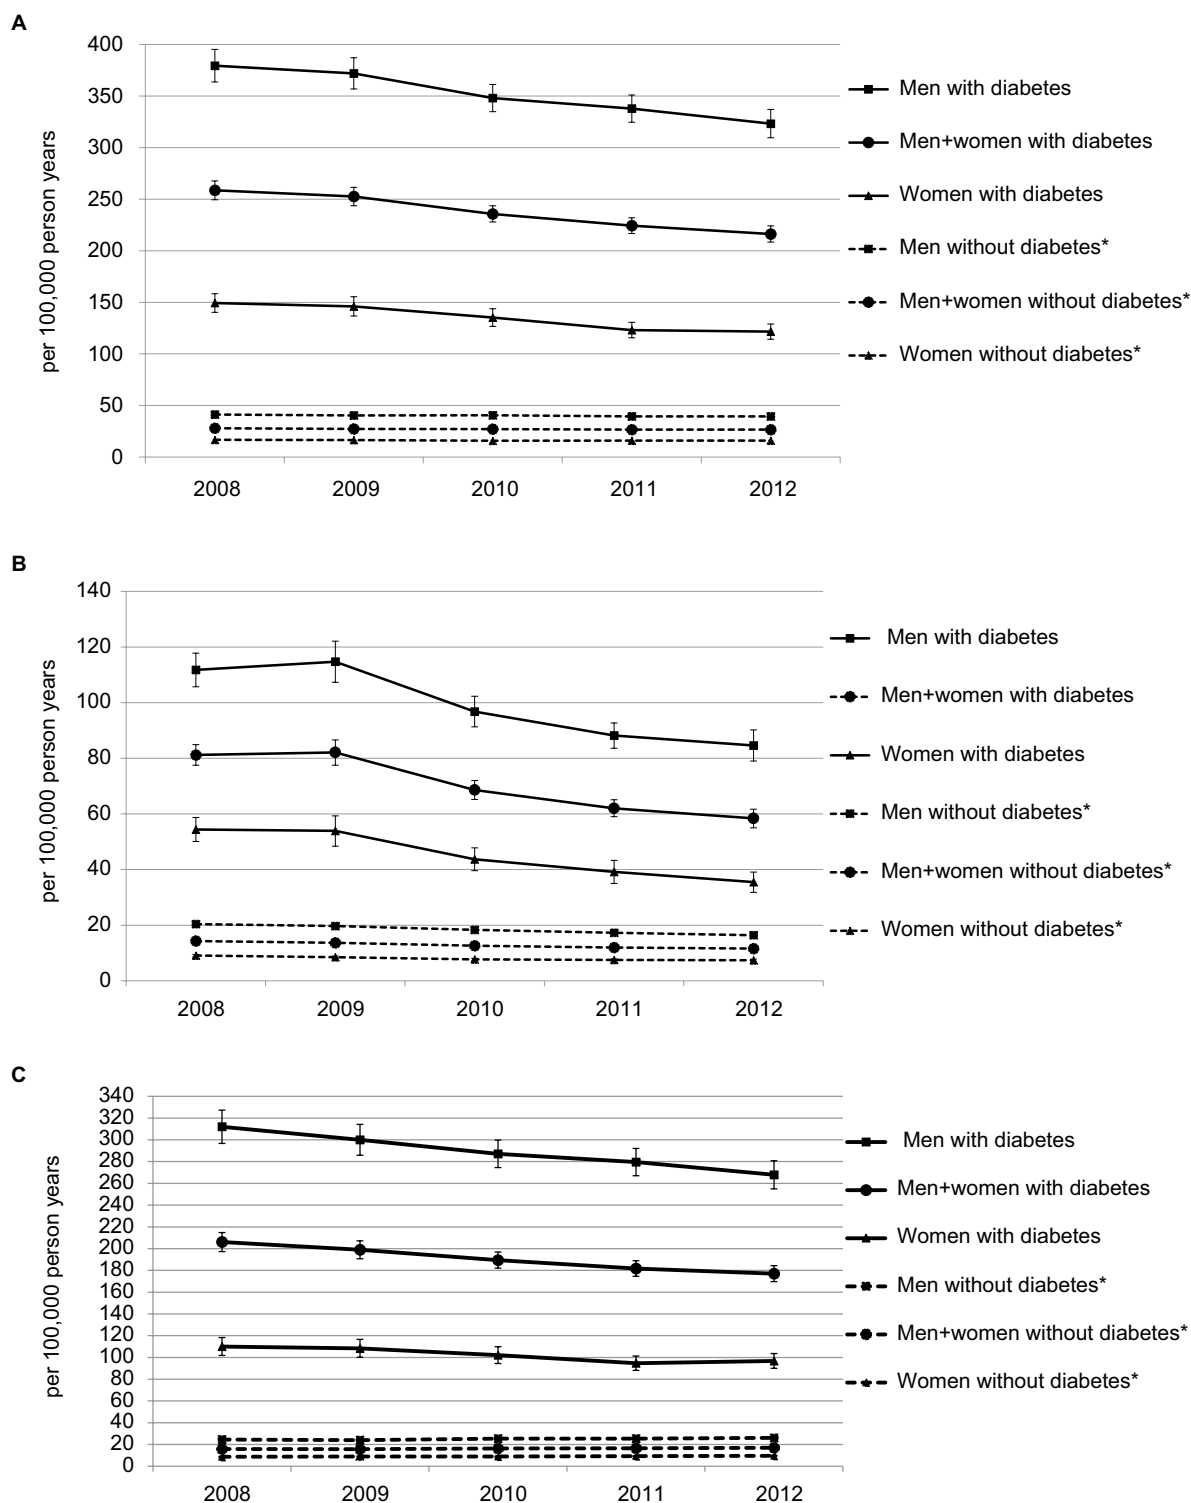 A
400
350
300
250
200
150
100
50
0
per 100,000 person years
2008 2009 2010 2011 2012
Men with diabetes
Men+women with diabetes
Women with diabetes
Men without diabetes*
Men+women without diabetes*
Women without diabetes*
B
140
120
100
80
60
40
20
0
per 100,000 person years
2008 2009 2010 2011 2012
Men with diabetes
Men+women with diabetes
Women with diabetes
Men without diabetes*
Men+women without diabetes*
Women without diabetes*
C
340
320
300
280
260
240
220
200
180
160
140
120
100
80
60
40
20
0
per 100,000 person years
2008 2009 2010 2011 2012
Men with diabetes
Men+women with diabetes
Women with diabetes
Men without diabetes*
Men+women without diabetes*
Women without diabetes*